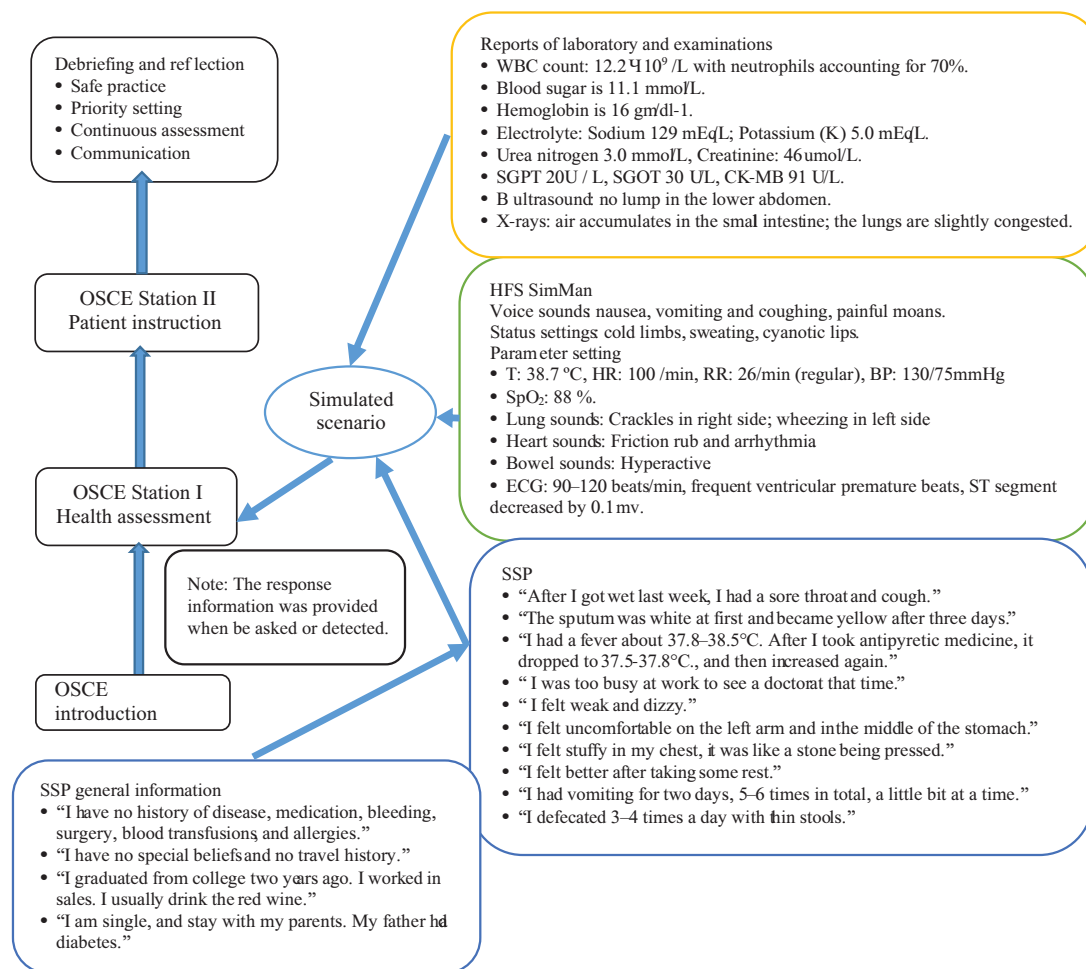 Debriefing and reflection
• Safe practice
• Priority setting
• Continuous assessment
• Communication
OSCE Station II
Patient instruction
OSCE Station I
Health assessment
OSCE
introduction
Note: The response
information was provided
when be asked or detected.
Simulated
scenario
Reports of laboratory and examinations
• WBC count: 12.2Ч10⁹ /L with neutrophils accounting for 70%.
• Blood sugar is 11.1 mmol/L.
• Hemoglobin is 16 gm/dl-1.
• Electrolyte: Sodium 129 mEq/L; Potassium (K) 5.0 mEq/L.
• Urea nitrogen 3.0 mmol/L, Creatinine: 46 umol/L.
• SGPT 20U / L, SGOT 30 U/L, CK-MB 91 U/L.
• B ultrasound: no lump in the lower abdomen.
• X-rays: air accumulates in the small intestine; the lungs are slightly congested.
HFS SimMan
Voice sounds: nausea, vomiting and coughing, painful moans.
Status settings: cold limbs, sweating, cyanotic lips.
Parameter setting
• T: 38.7 ºC, HR: 100 /min, RR: 26/min (regular), BP: 130/75mmHg
• SpO₂: 88 %.
• Lung sounds: Crackles in right side; wheezing in left side
• Heart sounds: Friction rub and arrhythmia
• Bowel sounds: Hyperactive
• ECG: 90–120 beats/min, frequent ventricular premature beats, ST segment
decreased by 0.1 mv.
SSP
• “After I got wet last week, I had a sore throat and cough.”
• “The sputum was white at first and became yellow after three days.”
• “I had a fever about 37.8–38.5°C. After I took antipyretic medicine, it
dropped to 37.5-37.8°C., and then increased again.”
• “ I was too busy at work to see a doctor at that time.”
• “ I felt weak and dizzy.”
• “I felt uncomfortable on the left arm and in the middle of the stomach.”
• “I felt stuffy in my chest, it was like a stone being pressed.”
• “I felt better after taking some rest.”
• “I had vomiting for two days, 5–6 times in total, a little bit at a time.”
• “I defecated 3–4 times a day with thin stools.”
SSP general information
• “I have no history of disease, medication, bleeding,
surgery, blood transfusions, and allergies.”
• “I have no special beliefs and no travel history.”
• “I graduated from college two years ago. I worked in
sales. I usually drink the red wine.”
• “I am single, and stay with my parents. My father had
diabetes.”